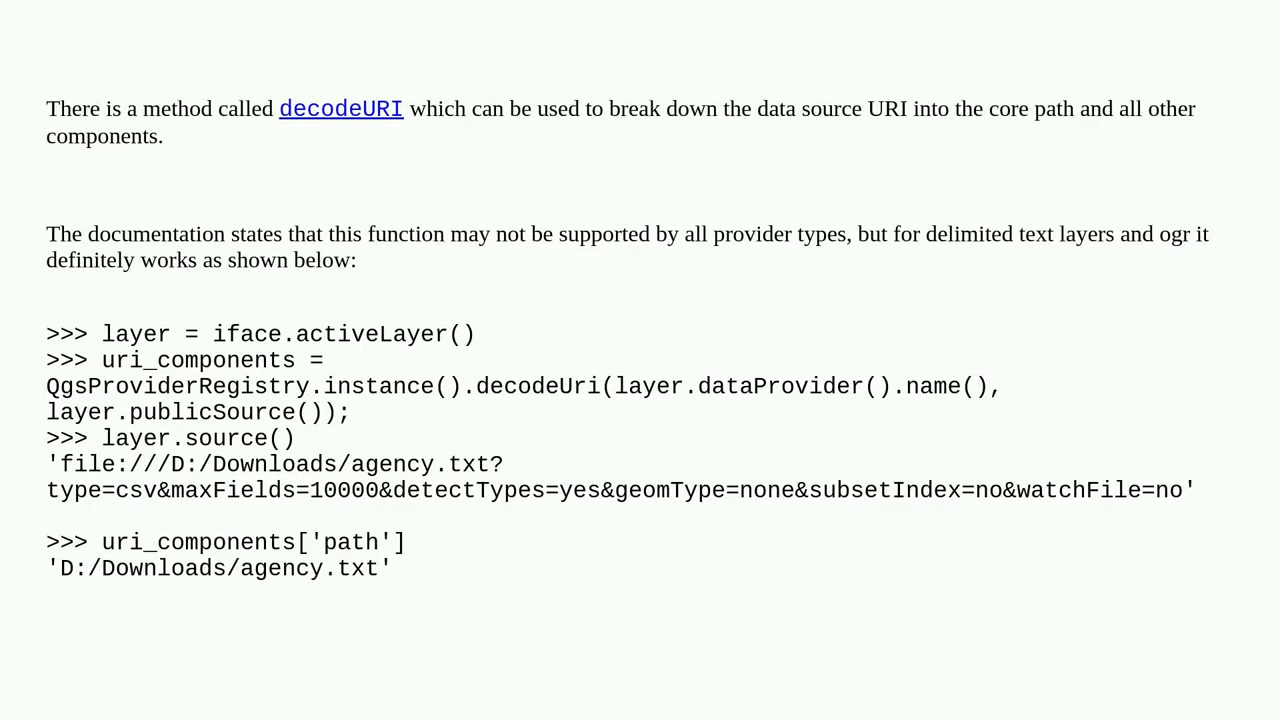 There is a method called decodeURI which can be used to break down the data source URI into the core path and all other
components.
The documentation states that this function may not be supported by all provider types, but for delimited text layers and ogr it
definitely works as shown below:
>>> layer = iface.activeLayer()
>>> uri_components =
QgsProviderRegistry.instance().decodeUri(layer.dataProvider().name(),
layer.publicSource());
>>> layer.source()
'file:///D:/Downloads/agency.txt?
type=csv&maxFields=10000&detectTypes=yes&geomType=none&subsetIndex=no&watchFile=no'
>>> uri_components['path']
'D:/Downloads/agency.txt'